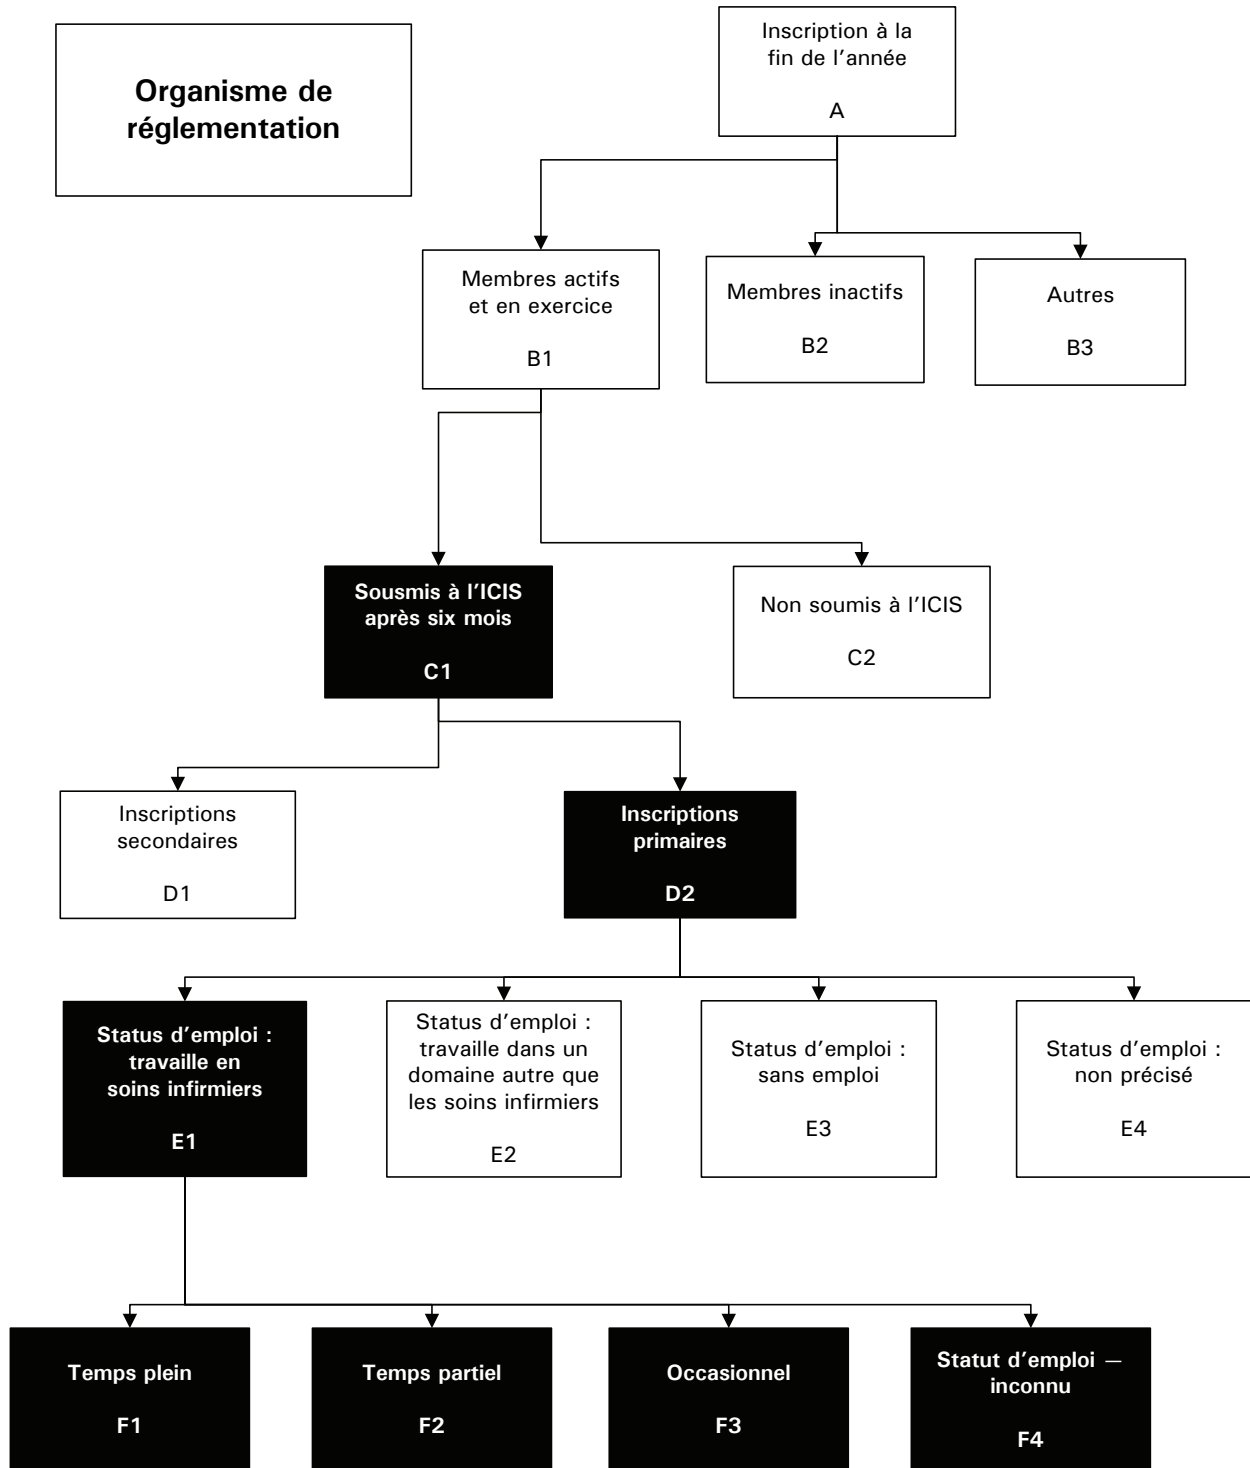 Organisme de
réglementation
Inscription à la
fin de l'année
A
Membres actifs
et en exercice
B1
Membres inactifs
B2
Autres
B3
Sousmis à l'ICIS
après six mois
C1
Non soumis à l'ICIS
C2
Inscriptions
secondaires
D1
Inscriptions
primaires
D2
Status d'emploi :
travaille en
soins infirmiers
E1
Status d'emploi :
travaille dans un
domaine autre que
les soins infirmiers
E2
Status d'emploi :
sans emploi
E3
Status d'emploi :
non précisé
E4
Temps plein
F1
Temps partiel
F2
Occasionnel
F3
Statut d'emploi —
inconnu
F4